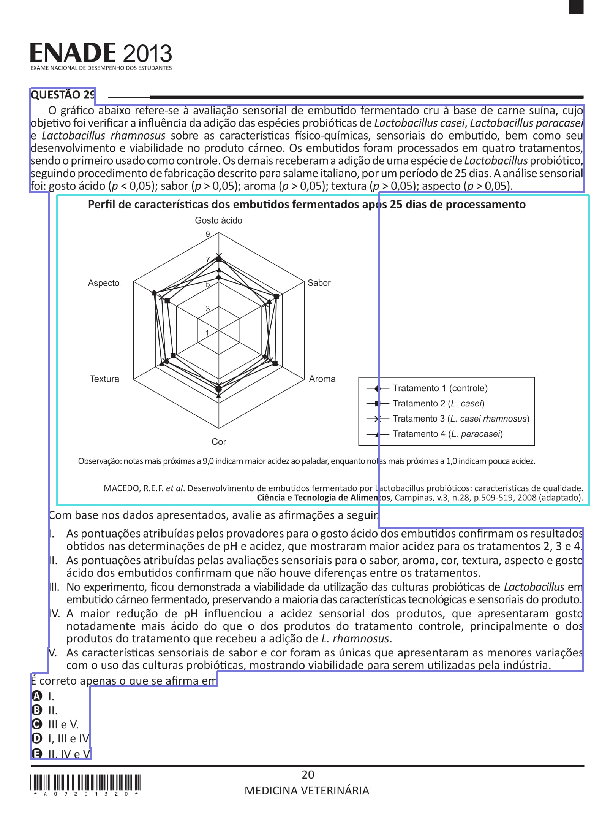 ENADE 2013
EXAME NACIONAL DE DESEMPENHO DOS ESTUDANTES
QUESTÃO 29
O gráfico abaixo refere-se à avaliação sensorial de embutido fermentado cru à base de carne suína, cujo
objetivo foi verificar a influência da adição das espécies probióticas de Lactobacillus casei, Lactobacillus paracasei
e Lactobacillus rhamnosus sobre as características físico-químicas, sensoriais do embutido, bem como seu
desenvolvimento e viabilidade no produto cárneo. Os embutidos foram processados em quatro tratamentos,
sendo o primeiro usado como controle. Os demais receberam a adição de uma espécie de Lactobacillus probiótico,
seguindo procedimento de fabricação descrito para salame italiano, por um período de 25 dias. A análise sensorial
foi: gosto ácido (p < 0,05); sabor (p > 0,05); aroma (p > 0,05); textura (p > 0,05); aspecto (p > 0,05).
Perfil de características dos embutidos fermentados após 25 dias de processamento
Gosto ácido
9
7
5
3
1
Aspecto
Sabor
Textura
Aroma
Cor
Tratamento 1 (controle)
Tratamento 2 (L. casei)
Tratamento 3 (L. casei rhamnosus)
Tratamento 4 (L. paracasei)
Observação: notas mais próximas a 9,0 indicam maior acidez ao paladar, enquanto notas mais próximas a 1,0 indicam pouca acidez.
MACEDO, R.E.F. et al. Desenvolvimento de embutidos fermentado por Lactobacillus probióticos: características de qualidade.
Ciência e Tecnologia de Alimentos, Campinas, v.3, n.28, p.509-519, 2008 (adaptado).
Com base nos dados apresentados, avalie as afirmações a seguir.
I. As pontuações atribuídas pelos provadores para o gosto ácido dos embutidos confirmam os resultados
obtidos nas determinações de pH e acidez, que mostraram maior acidez para os tratamentos 2, 3 e 4.
II. As pontuações atribuídas pelas avaliações sensoriais para o sabor, aroma, cor, textura, aspecto e gosto
ácido dos embutidos confirmam que não houve diferenças entre os tratamentos.
III. No experimento, ficou demonstrada a viabilidade da utilização das culturas probióticas de Lactobacillus em
embutido cárneo fermentado, preservando a maioria das características tecnológicas e sensoriais do produto.
IV. A maior redução de pH influenciou a acidez sensorial dos produtos, que apresentaram gosto
notadamente mais ácido do que o dos produtos do tratamento controle, principalmente o dos
produtos do tratamento que recebeu a adição de L. rhamnosus.
V. As características sensoriais de sabor e cor foram as únicas que apresentaram as menores variações
com o uso das culturas probióticas, mostrando viabilidade para serem utilizadas pela indústria.
É correto apenas o que se afirma em
A I.
B II.
C III e V.
D I, III e IV.
E II, IV e V.
*A07201320*
20
MEDICINA VETERINÁRIA